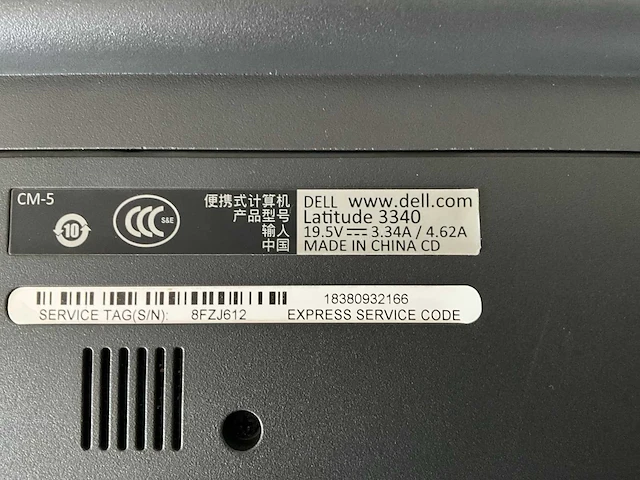 CM-5
10
CCC S&E
便携式计算机 DELL www.dell.com
产品型号 Latitude 3340
输入 19.5V⎓3.34A / 4.62A
中国 MADE IN CHINA CD
18380932166
SERVICE TAG(S/N): 8FZJ612 EXPRESS SERVICE CODE